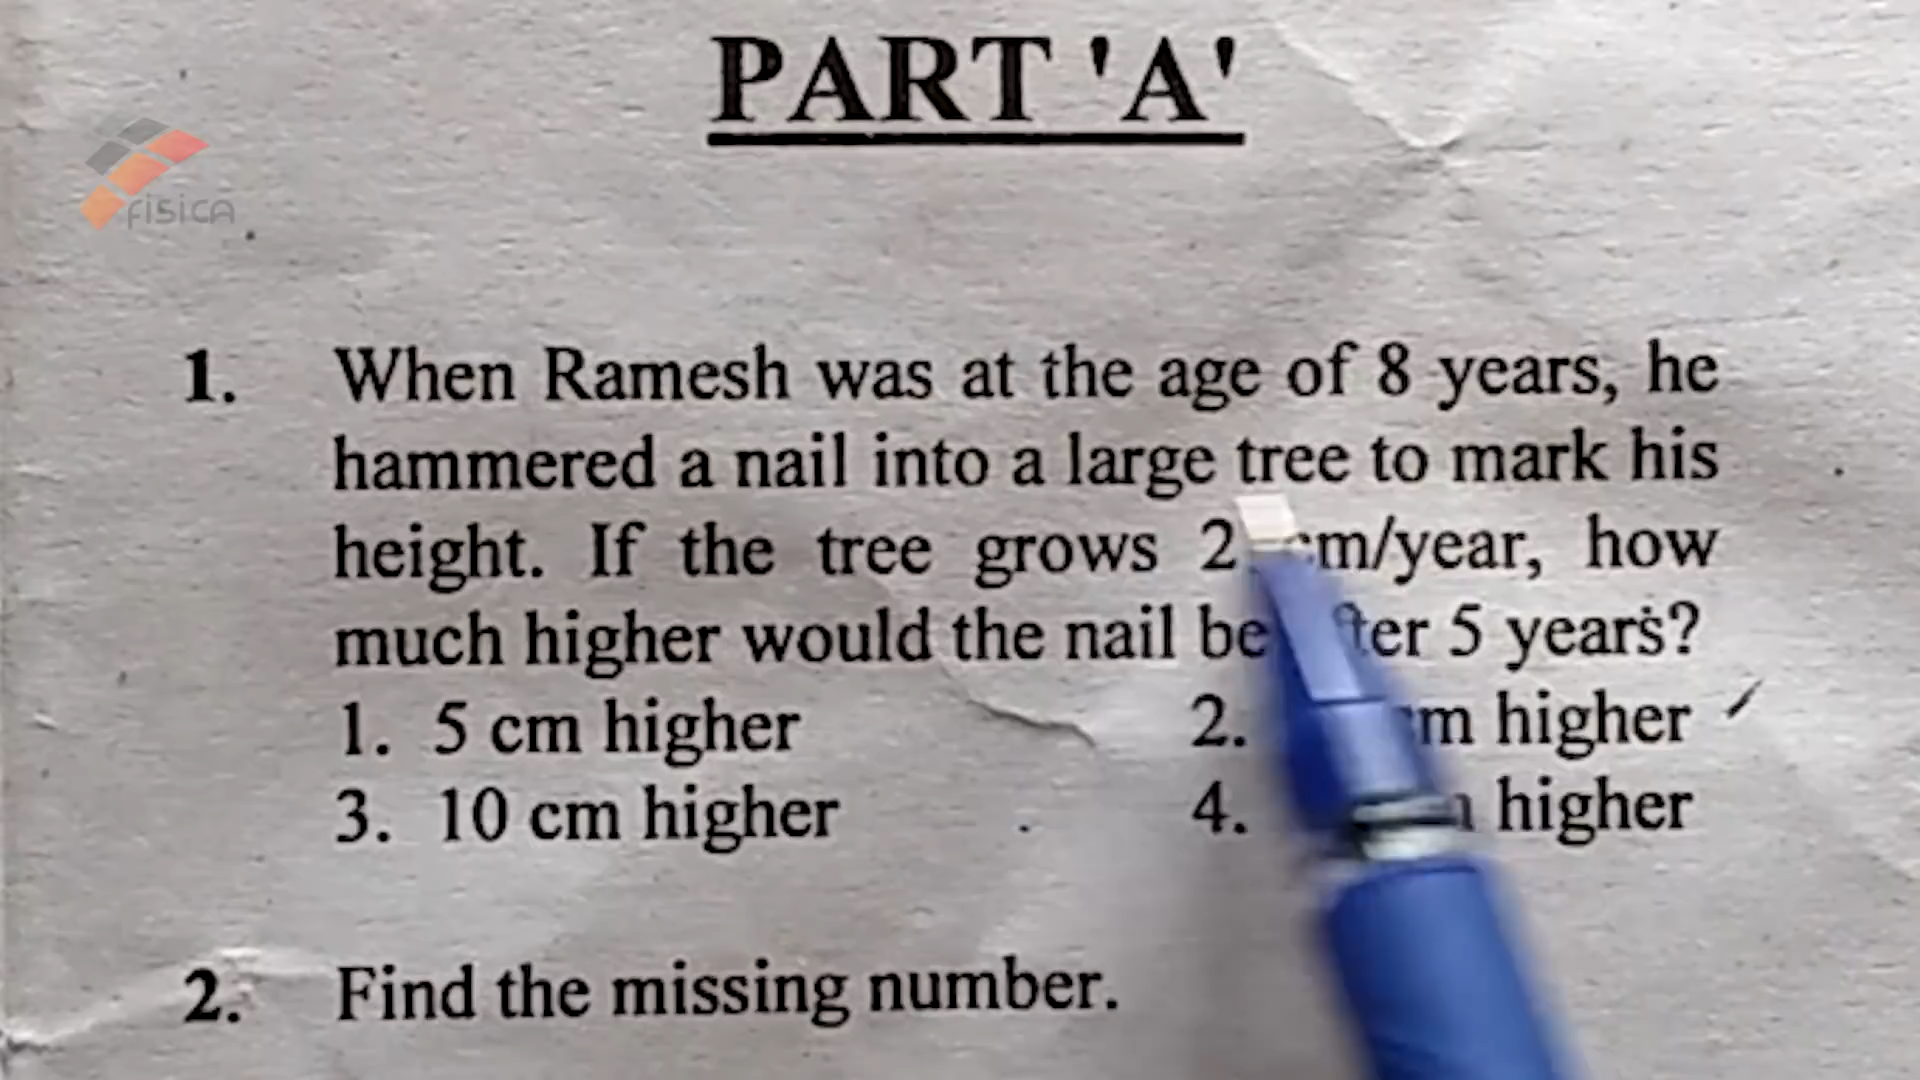 PART 'A'
FiSiCA
1. When Ramesh was at the age of 8 years, he
hammered a nail into a large tree to mark his
height. If the tree grows 2 cm/year, how
much higher would the nail be after 5 years?
1. 5 cm higher 2. higher
3. 10 cm higher 4. higher
2. Find the missing number.